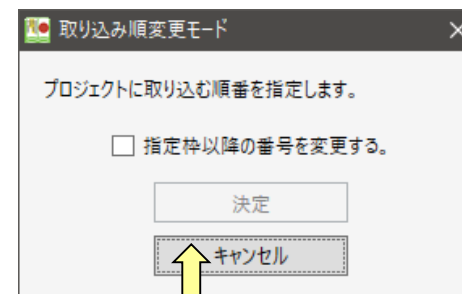 取り込み順変更モード
プロジェクトに取り込む順番を指定します。
指定枠以降の番号を変更する。
決定
キャンセル